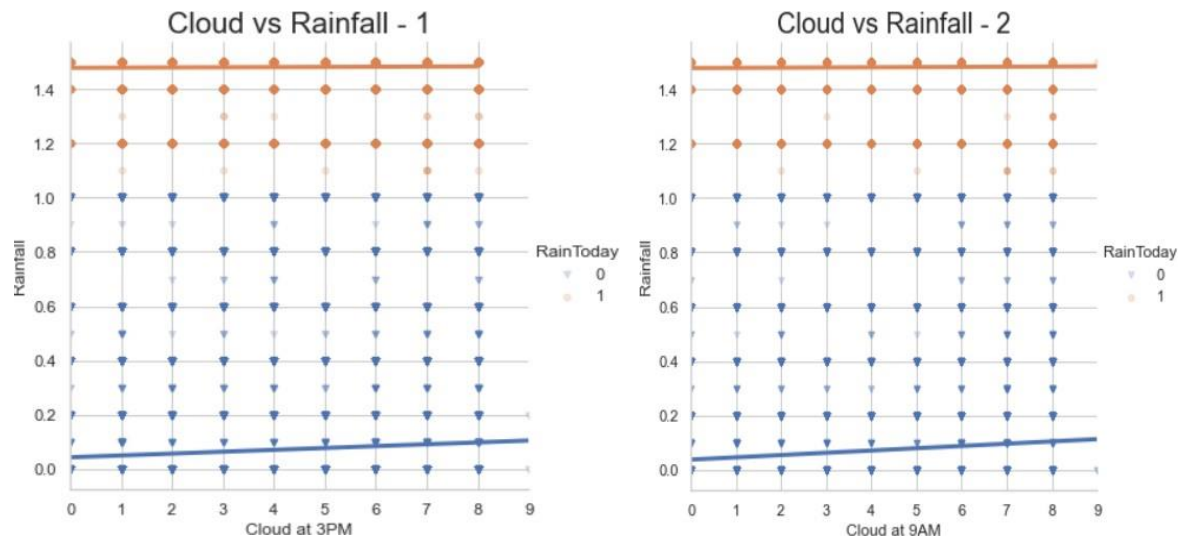 Cloud vs Rainfall - 1
Rainfall
1.4
1.2
1.0
0.8
0.6
0.4
0.2
0.0
0 1 2 3 4 5 6 7 8 9
Cloud at 3PM
RainToday
0
1
Cloud vs Rainfall - 2
Rainfall
1.4
1.2
1.0
0.8
0.6
0.4
0.2
0.0
0 1 2 3 4 5 6 7 8 9
Cloud at 9AM
RainToday
0
1